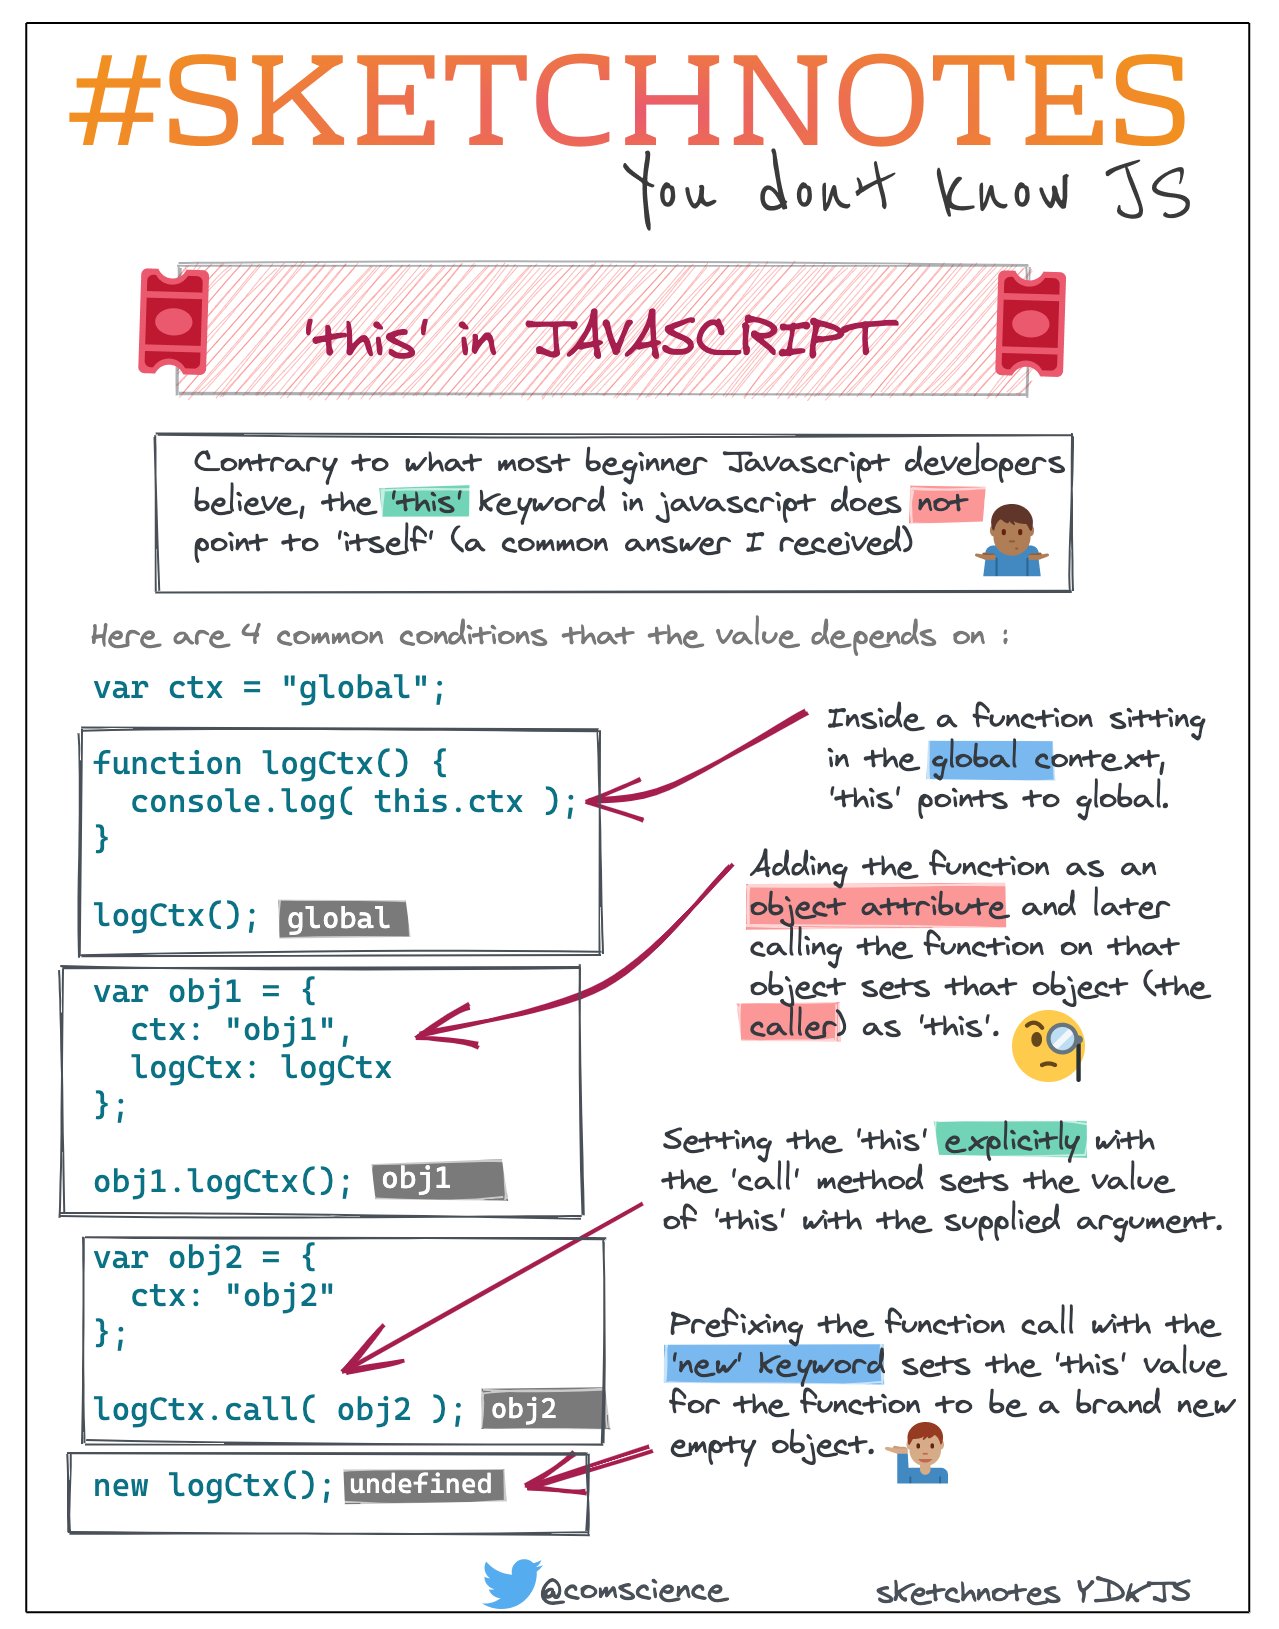 #SKETCHNOTES
You don't know JS
'this' in JAVASCRIPT
Contrary to what most beginner Javascript developers
believe, the 'this' keyword in javascript does not
point to 'itself' (a common answer I received)
Here are 4 common conditions that the value depends on :
var ctx = "global";
function logCtx() {
  console.log( this.ctx );
}
logCtx(); global
Inside a function sitting
in the global context,
'this' points to global.
var obj1 = {
  ctx: "obj1",
  logCtx: logCtx
};
obj1.logCtx(); obj1
Adding the function as an
object attribute and later
calling the function on that
object sets that object (the
caller) as 'this'.
var obj2 = {
  ctx: "obj2"
};
logCtx.call( obj2 ); obj2
Setting the 'this' explicitly with
the 'call' method sets the value
of 'this' with the supplied argument.
new logCtx(); undefined
Prefixing the function call with the
'new' keyword sets the 'this' value
for the function to be a brand new
empty object.
@comscience
sketchnotes YDKJS